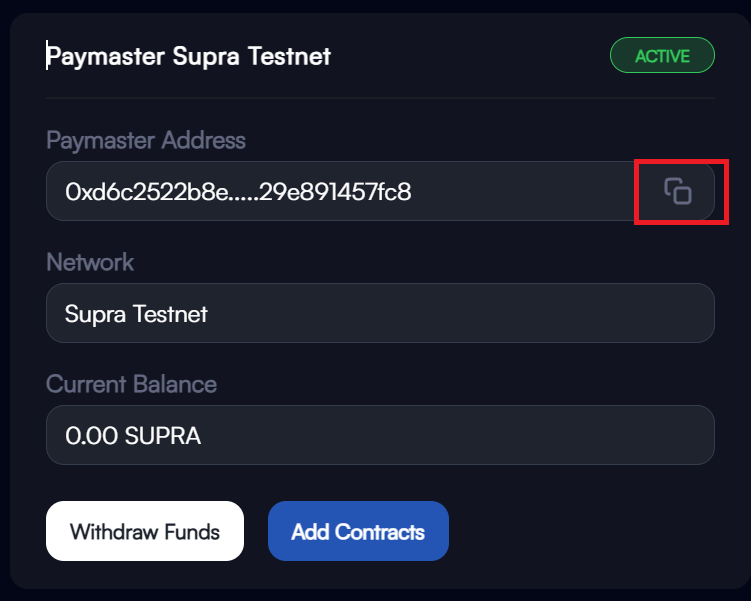 Paymaster Supra Testnet
ACTIVE
Paymaster Address
0xd6c2522b8e.....29e891457fc8
Network
Supra Testnet
Current Balance
0.00 SUPRA
Withdraw Funds
Add Contracts